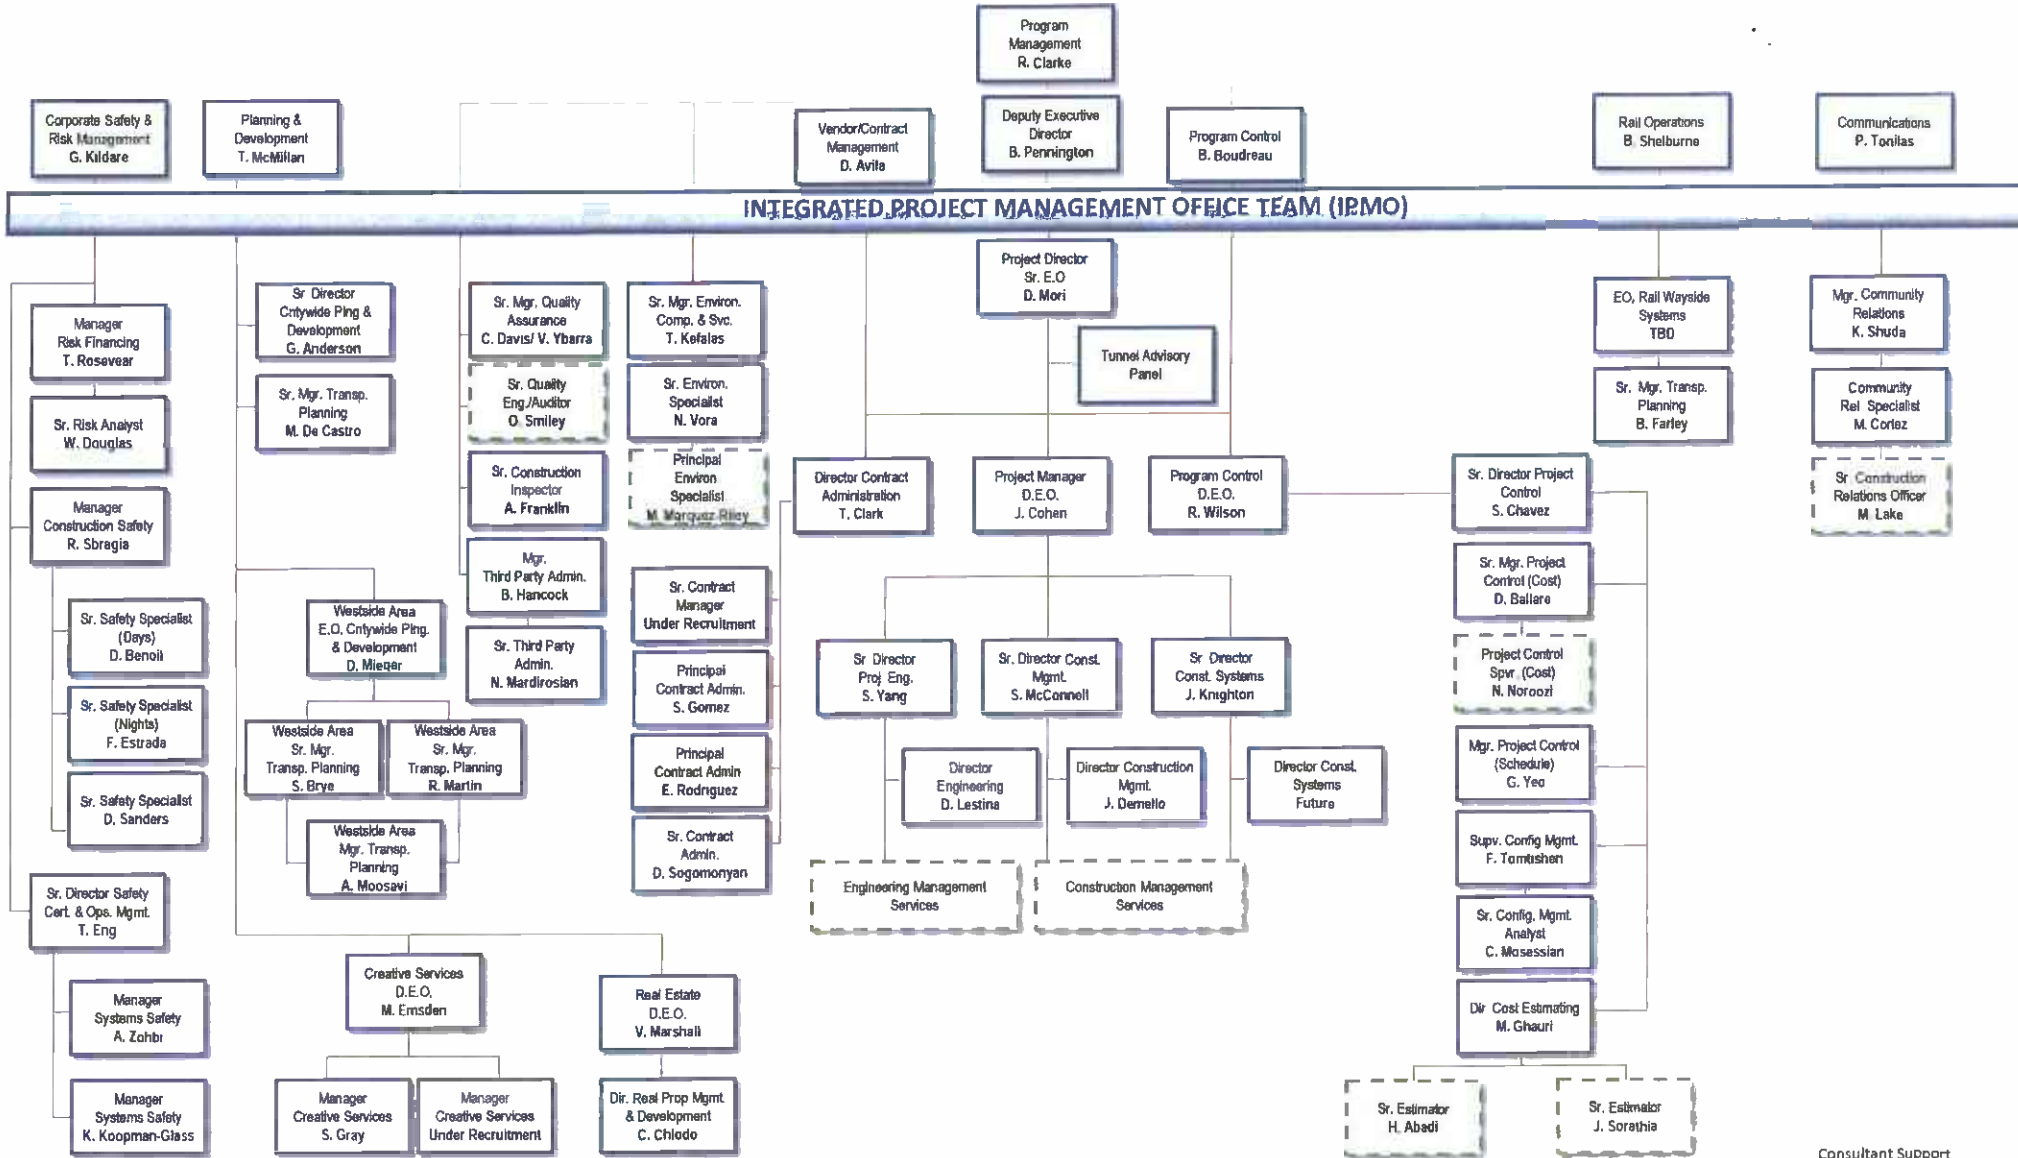 Program
Management
R. Clarke
Corporate Safety &
Risk Management
G. Kildare
Planning &
Development
T. McMillan
Vendor/Contract
Management
D. Avila
Deputy Executive
Director
B. Pennington
Program Control
B. Boudreau
Rail Operations
B. Shelburne
Communications
P. Tonilas
INTEGRATED PROJECT MANAGEMENT OFFICE TEAM (IPMO)
Manager
Risk Financing
T. Rosevear
Sr. Risk Analyst
W. Douglas
Manager
Construction Safety
R. Sbragia
Sr. Safety Specialist
(Days)
D. Benoit
Sr. Safety Specialist
(Nights)
F. Estrada
Sr. Safety Specialist
D. Sanders
Sr. Director Safety
Cert. & Ops. Mgmt.
T. Eng
Manager
Systems Safety
A. Zohbi
Manager
Systems Safety
K. Koopman-Glass
Sr Director
Cntywide Plng &
Development
G. Anderson
Sr. Mgr. Transp.
Planning
M. De Castro
Westside Area
E.O. Cntywide Plng.
& Development
D. Mieger
Westside Area
Sr. Mgr.
Transp. Planning
S. Brye
Westside Area
Sr. Mgr.
Transp. Planning
R. Martin
Westside Area
Mgr. Transp.
Planning
A. Moosavi
Creative Services
D.E.O.
M. Emsden
Manager
Creative Services
S. Gray
Manager
Creative Services
Under Recruitment
Real Estate
D.E.O.
V. Marshall
Dir. Real Prop Mgmt.
& Development
C. Chiodo
Sr. Mgr. Quality
Assurance
C. Davis/ V. Ybarra
Sr. Quality
Eng./Auditor
O. Smiley
Sr. Construction
Inspector
A. Franklin
Mgr.
Third Party Admin.
B. Hancock
Sr. Third Party
Admin.
N. Mardirosian
Sr. Mgr. Environ.
Comp. & Svc.
T. Kefalas
Sr. Environ.
Specialist
N. Vora
Principal
Environ
Specialist
M. Marquez-Riley
Sr. Contract
Manager
Under Recruitment
Principal
Contract Admin.
S. Gomez
Principal
Contract Admin
E. Rodriguez
Sr. Contract
Admin.
D. Sogomonyan
Project Director
Sr. E.O
D. Mori
Tunnel Advisory
Panel
Director Contract
Administration
T. Clark
Project Manager
D.E.O.
J. Cohen
Program Control
D.E.O.
R. Wilson
Sr Director
Proj Eng.
S. Yang
Sr. Director Const.
Mgmt.
S. McConnell
Sr Director
Const. Systems
J. Knighton
Director
Engineering
D. Lestina
Director Construction
Mgmt.
J. Demello
Director Const.
Systems
Future
Engineering Management
Services
Construction Management
Services
Sr. Director Project
Control
S. Chavez
Sr. Mgr. Project
Control (Cost)
D. Ballare
Project Control
Spvr. (Cost)
N. Noroozi
Mgr. Project Control
(Schedule)
G. Yeo
Supv. Config Mgmt.
F. Tamtishen
Sr. Config. Mgmt.
Analyst
C. Mosessian
Dir Cost Estimating
M. Ghauri
Sr. Estimator
H. Abadi
Sr. Estimator
J. Sorathia
EO, Rail Wayside
Systems
TBD
Sr. Mgr. Transp.
Planning
B. Farley
Mgr. Community
Relations
K. Shuda
Community
Rel Specialist
M. Cortez
Sr Construction
Relations Officer
M. Lake
Consultant Support